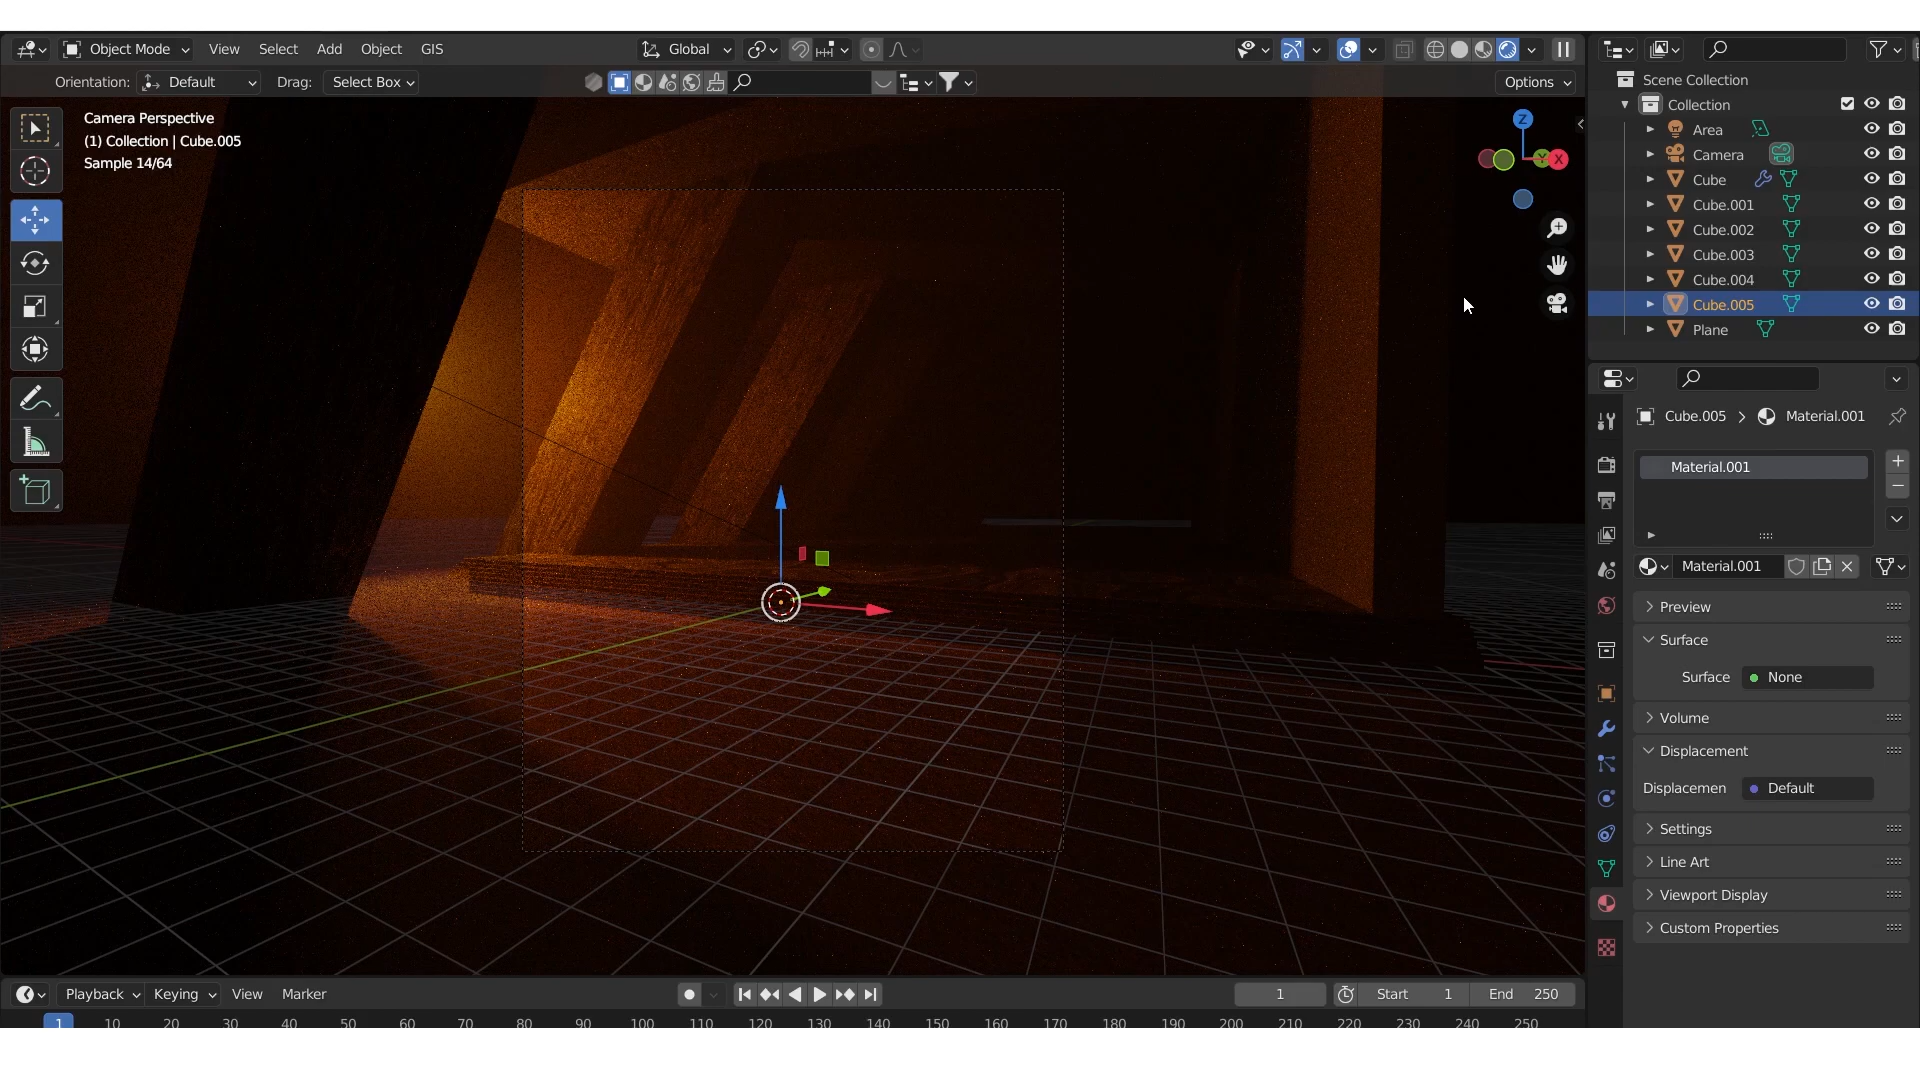 Object Mode View Select Add Object GIS Global
Orientation: Default Drag: Select Box Options
Camera Perspective
(1) Collection | Cube.005
Sample 14/64
Z
Y
X
Scene Collection
Collection
Area
Camera
Cube
Cube.001
Cube.002
Cube.003
Cube.004
Cube.005
Plane
Cube.005 Material.001
Material.001
Material.001
Preview
Surface
Surface None
Volume
Displacement
Displacemen Default
Settings
Line Art
Viewport Display
Custom Properties
Playback Keying View Marker 1 Start 1 End 250
1 10 20 30 40 50 60 70 80 90 100 110 120 130 140 150 160 170 180 190 200 210 220 230 240 250